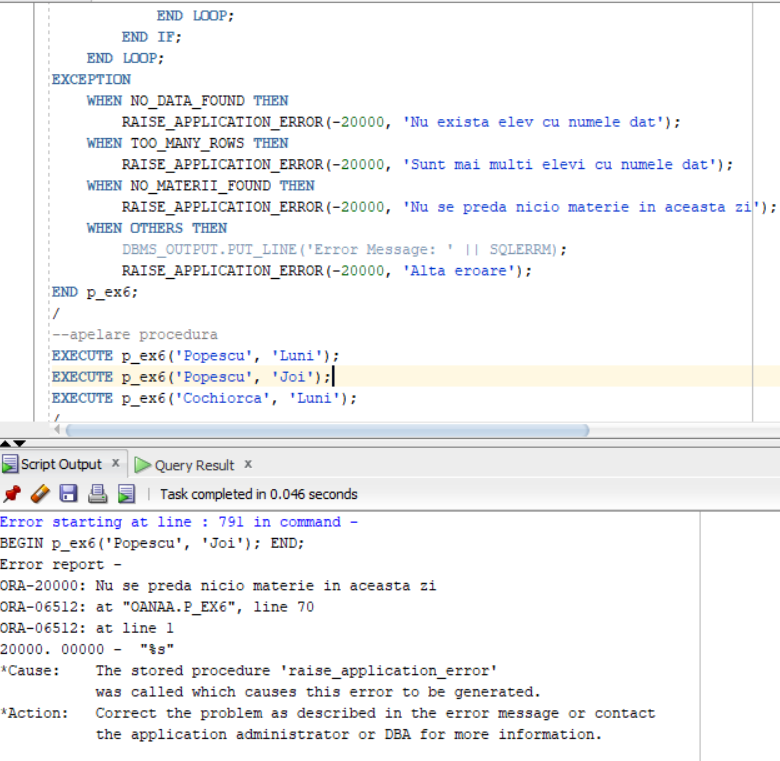 END LOOP;
END IF;
END LOOP;
EXCEPTION
WHEN NO_DATA_FOUND THEN
RAISE_APPLICATION_ERROR(-20000, 'Nu exista elev cu numele dat');
WHEN TOO_MANY_ROWS THEN
RAISE_APPLICATION_ERROR(-20000, 'Sunt mai multi elevi cu numele dat');
WHEN NO_MATERII_FOUND THEN
RAISE_APPLICATION_ERROR(-20000, 'Nu se preda nicio materie in aceasta zi');
WHEN OTHERS THEN
DBMS_OUTPUT.PUT_LINE('Error Message: ' || SQLERRM);
RAISE_APPLICATION_ERROR(-20000, 'Alta eroare');
END p_ex6;
/
--apelare procedura
EXECUTE p_ex6('Popescu', 'Luni');
EXECUTE p_ex6('Popescu', 'Joi');
EXECUTE p_ex6('Cochiorca', 'Luni');
/
Script Output x Query Result x
Task completed in 0.046 seconds
Error starting at line : 791 in command -
BEGIN p_ex6('Popescu', 'Joi'); END;
Error report -
ORA-20000: Nu se preda nicio materie in aceasta zi
ORA-06512: at "OANAA.P_EX6", line 70
ORA-06512: at line 1
20000. 00000 - "%s"
*Cause: The stored procedure 'raise_application_error'
was called which causes this error to be generated.
*Action: Correct the problem as described in the error message or contact
the application administrator or DBA for more information.